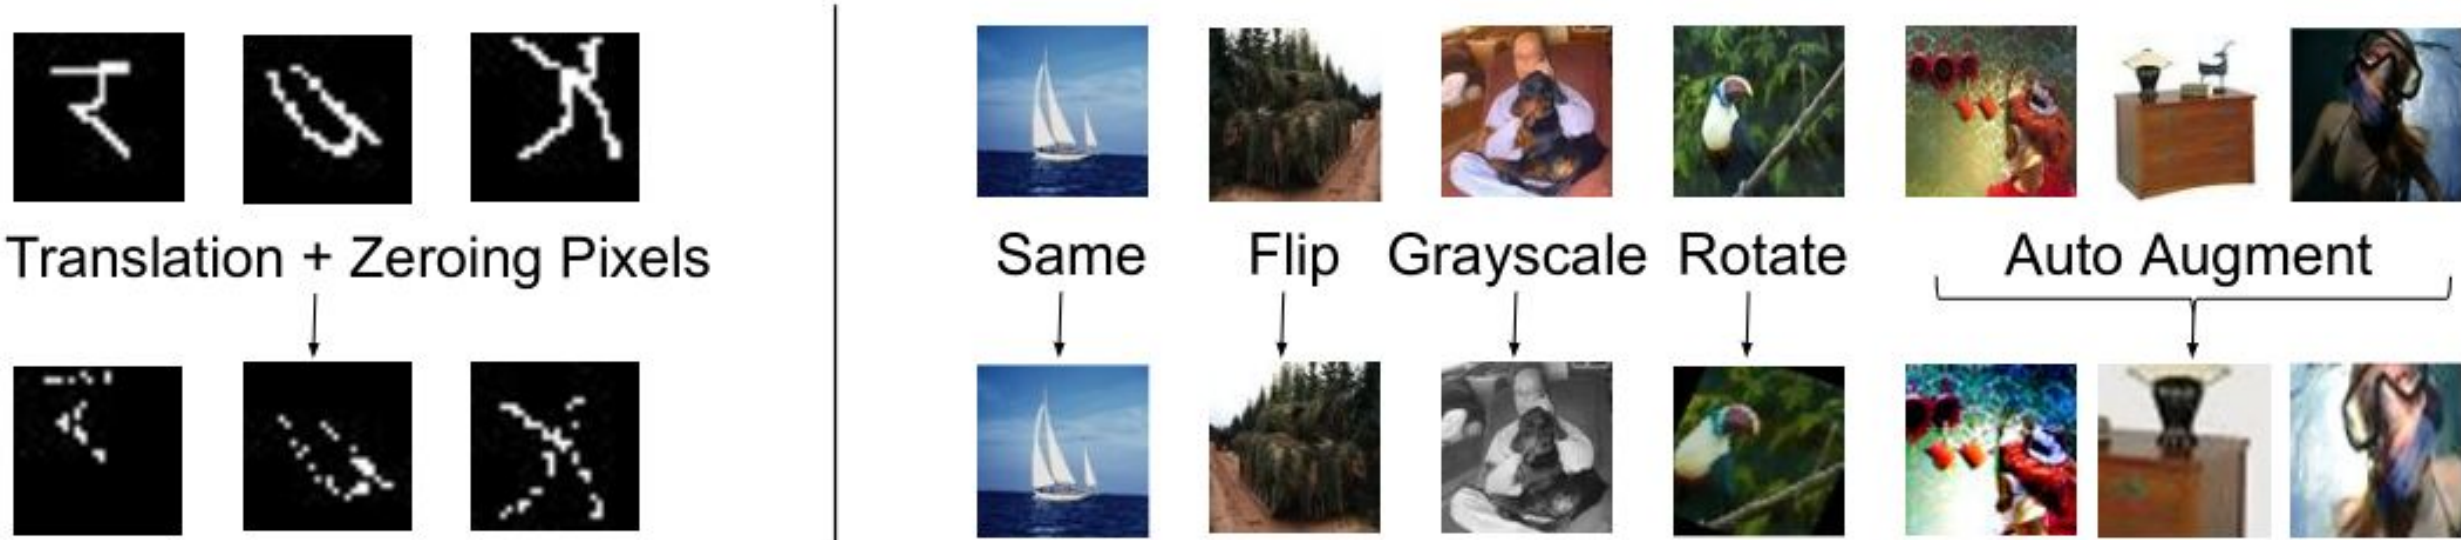 Translation + Zeroing Pixels
Same
Flip
Grayscale
Rotate
Auto Augment